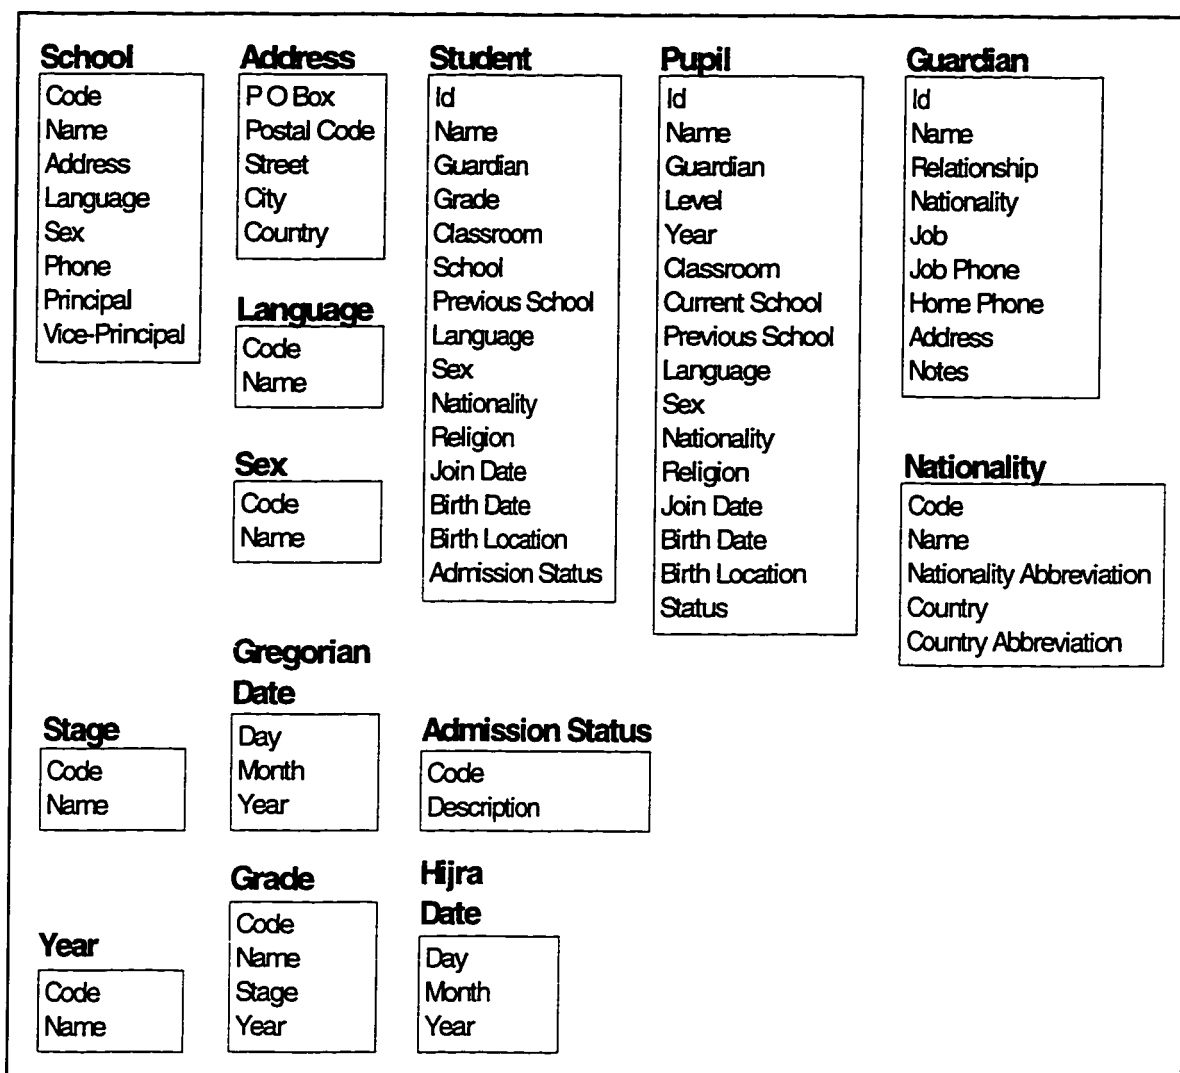 School
Code
Name
Address
Language
Sex
Phone
Principal
Vice-Principal
Address
P O Box
Postal Code
Street
City
Country
Language
Code
Name
Sex
Code
Name
Student
Id
Name
Guardian
Grade
Classroom
School
Previous School
Language
Sex
Nationality
Religion
Join Date
Birth Date
Birth Location
Admission Status
Pupil
Id
Name
Guardian
Level
Year
Classroom
Current School
Previous School
Language
Sex
Nationality
Religion
Join Date
Birth Date
Birth Location
Status
Guardian
Id
Name
Relationship
Nationality
Job
Job Phone
Home Phone
Address
Notes
Nationality
Code
Name
Nationality Abbreviation
Country
Country Abbreviation
Stage
Code
Name
Gregorian
Date
Day
Month
Year
Admission Status
Code
Description
Year
Code
Name
Grade
Code
Name
Stage
Year
Hijra
Date
Day
Month
Year